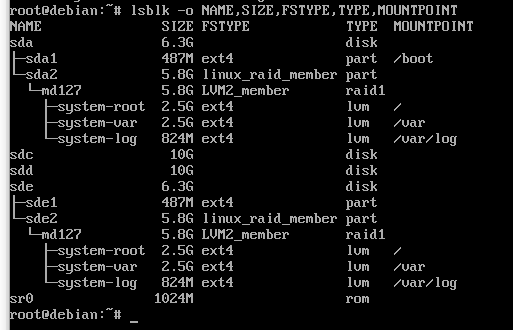 root@debian:~# lsblk -o NAME,SIZE,FSTYPE,TYPE,MOUNTPOINT
NAME                  SIZE FSTYPE            TYPE  MOUNTPOINT
sda                   6.3G                   disk
├─sda1                487M ext4              part  /boot
└─sda2                5.8G linux_raid_member part
  └─md127             5.8G LVM2_member       raid1
    ├─system-root     2.5G ext4              lvm   /
    ├─system-var      2.5G ext4              lvm   /var
    └─system-log      824M ext4              lvm   /var/log
sdc                    10G                   disk
sdd                    10G                   disk
sde                   6.3G                   disk
├─sde1                487M ext4              part
└─sde2                5.8G linux_raid_member part
  └─md127             5.8G LVM2_member       raid1
    ├─system-root     2.5G ext4              lvm   /
    ├─system-var      2.5G ext4              lvm   /var
    └─system-log      824M ext4              lvm   /var/log
sr0                  1024M                   rom
root@debian:~# _